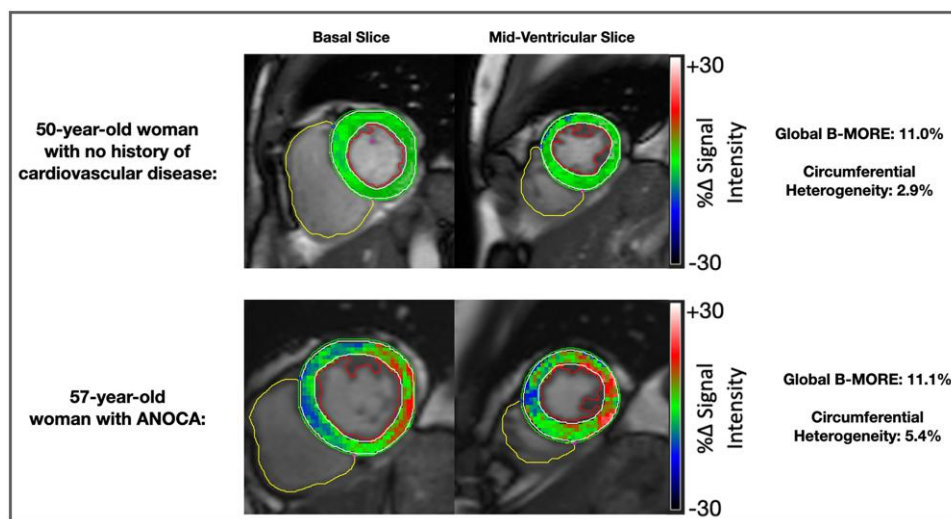 Basal Slice
Mid-Ventricular Slice
50-year-old woman
with no history of
cardiovascular disease:
+30
%Δ Signal
Intensity
-30
Global B-MORE: 11.0%
Circumferential
Heterogeneity: 2.9%
57-year-old
woman with ANOCA:
+30
%Δ Signal
Intensity
-30
Global B-MORE: 11.1%
Circumferential
Heterogeneity: 5.4%